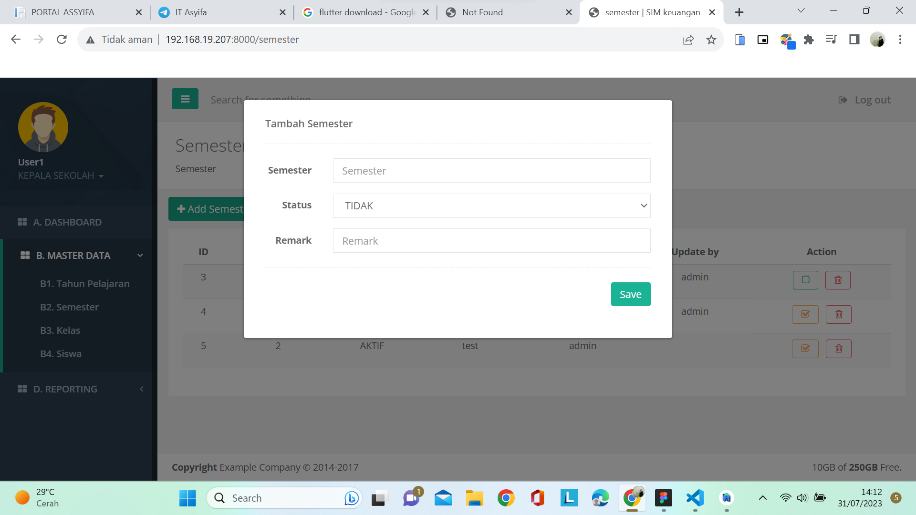 PORTAL ASSYIFA
IT Asyifa
flutter download - Google
Not Found
semester | SIM keuangan
Tidak aman
192.168.19.207:8000/semester
Search for something...
Log out
User1
KEPALA SEKOLAH
A. DASHBOARD
B. MASTER DATA
B1. Tahun Pelajaran
B2. Semester
B3. Kelas
B4. Siswa
D. REPORTING
Semester
Semester
Add Semest
Tambah Semester
Semester Semester
Status TIDAK
Remark Remark
Save
ID Update by Action
3 admin
4 admin
5 2 AKTIF test admin
Copyright Example Company © 2014-2017
10GB of 250GB Free.
29°C
Cerah
Search
1
14:12
31/07/2023
5